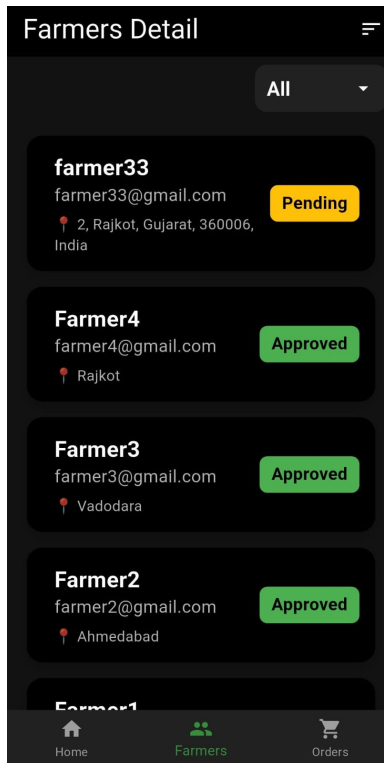 Farmers Detail
All
farmer33
farmer33@gmail.com
Pending
2, Rajkot, Gujarat, 360006,
India
Farmer4
farmer4@gmail.com
Approved
Rajkot
Farmer3
farmer3@gmail.com
Approved
Vadodara
Farmer2
farmer2@gmail.com
Approved
Ahmedabad
Farmer1
Home
Farmers
Orders